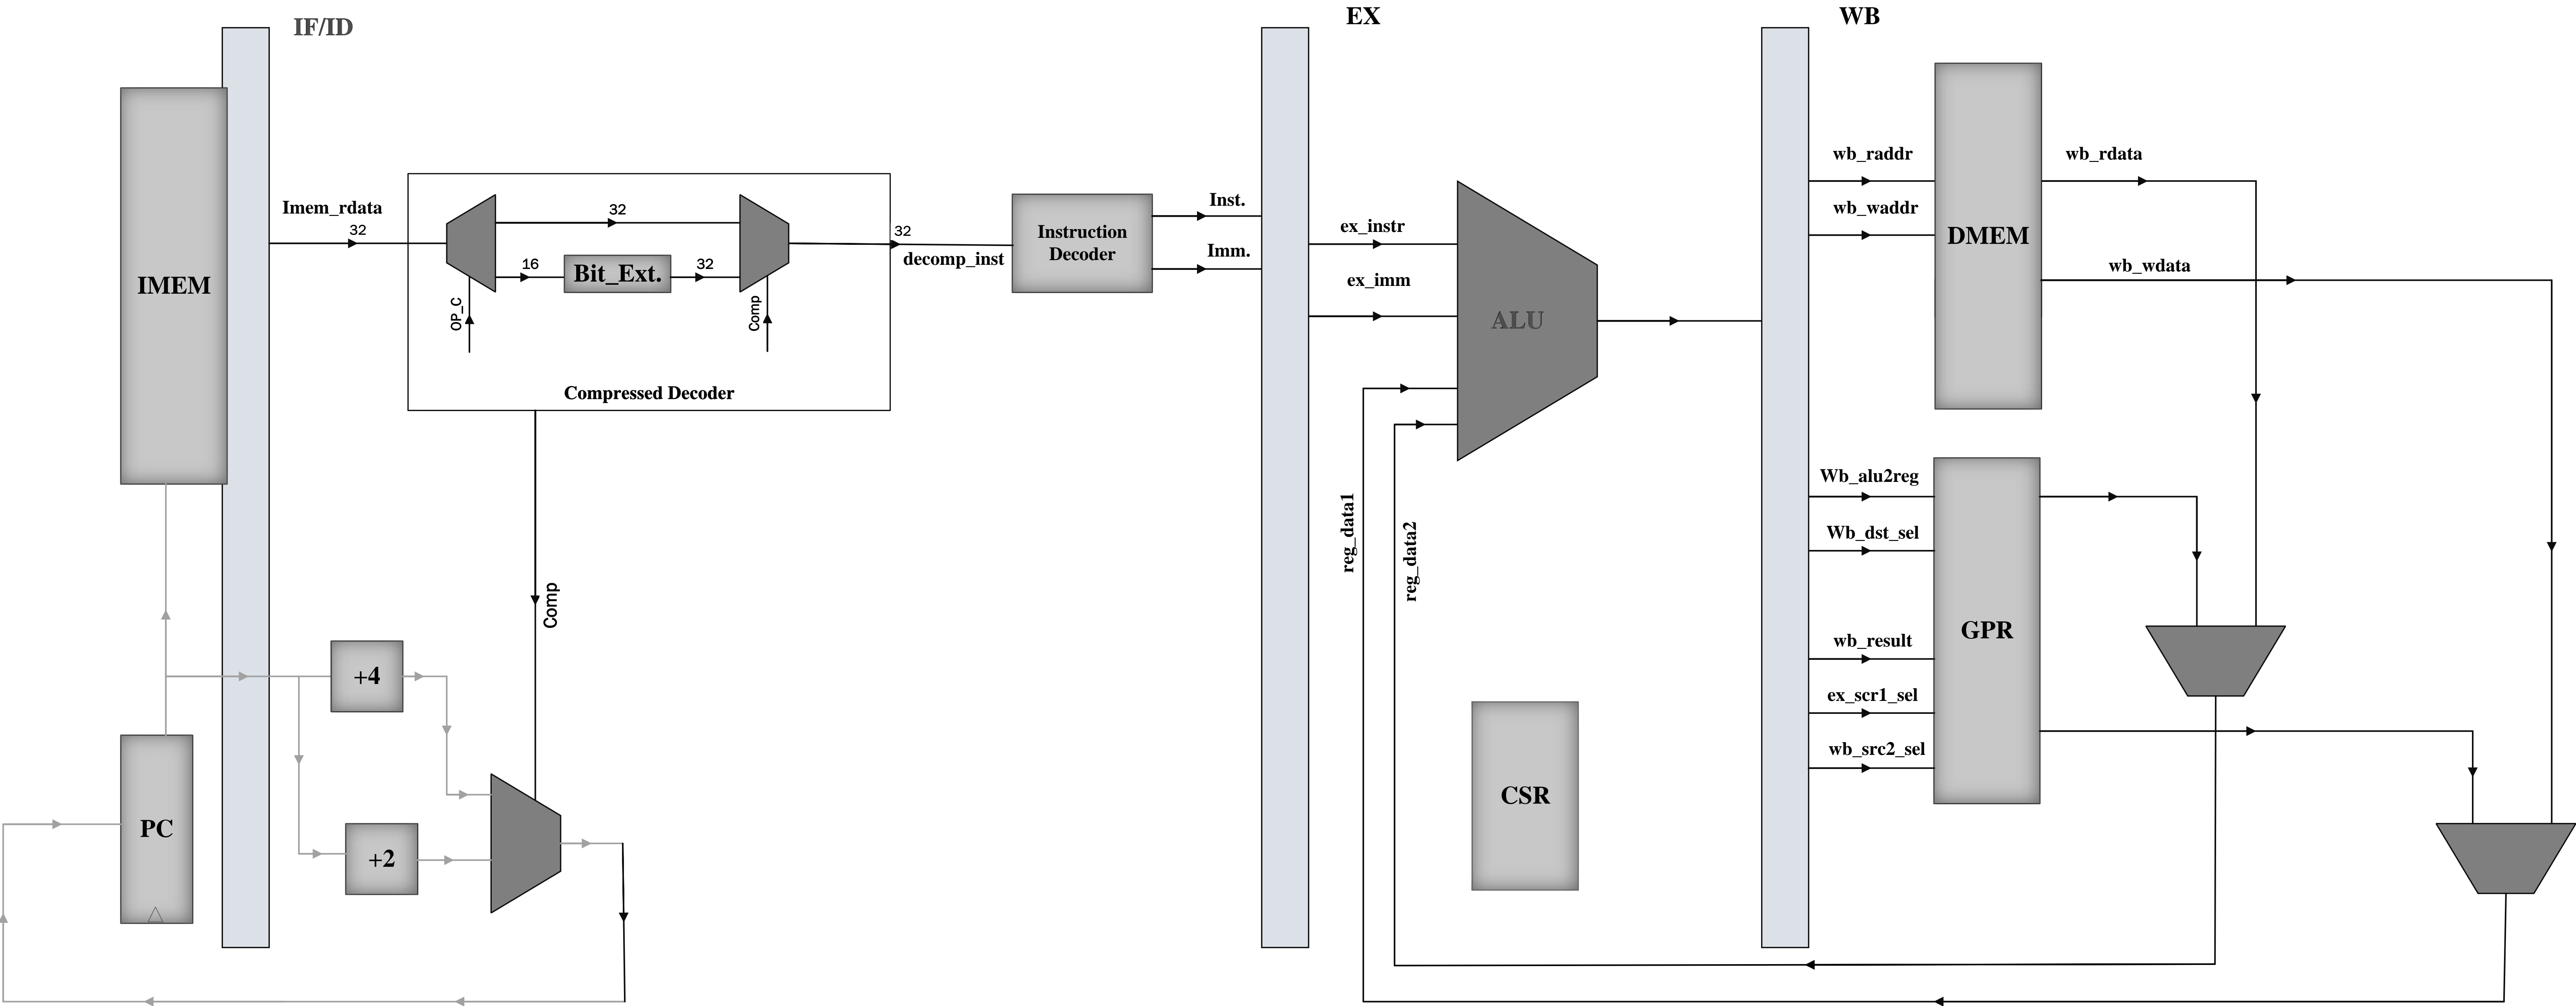 IF/ID
EX
WB
IMEM
Imem_rdata
32
32
16
Bit_Ext.
32
OP_C
Comp
Compressed Decoder
32
decomp_inst
Instruction
Decoder
Inst.
Imm.
ex_instr
ex_imm
ALU
reg_data1
reg_data2
wb_raddr
wb_waddr
DMEM
wb_rdata
wb_wdata
Wb_alu2reg
Wb_dst_sel
wb_result
ex_scr1_sel
wb_src2_sel
GPR
CSR
Comp
+4
+2
PC